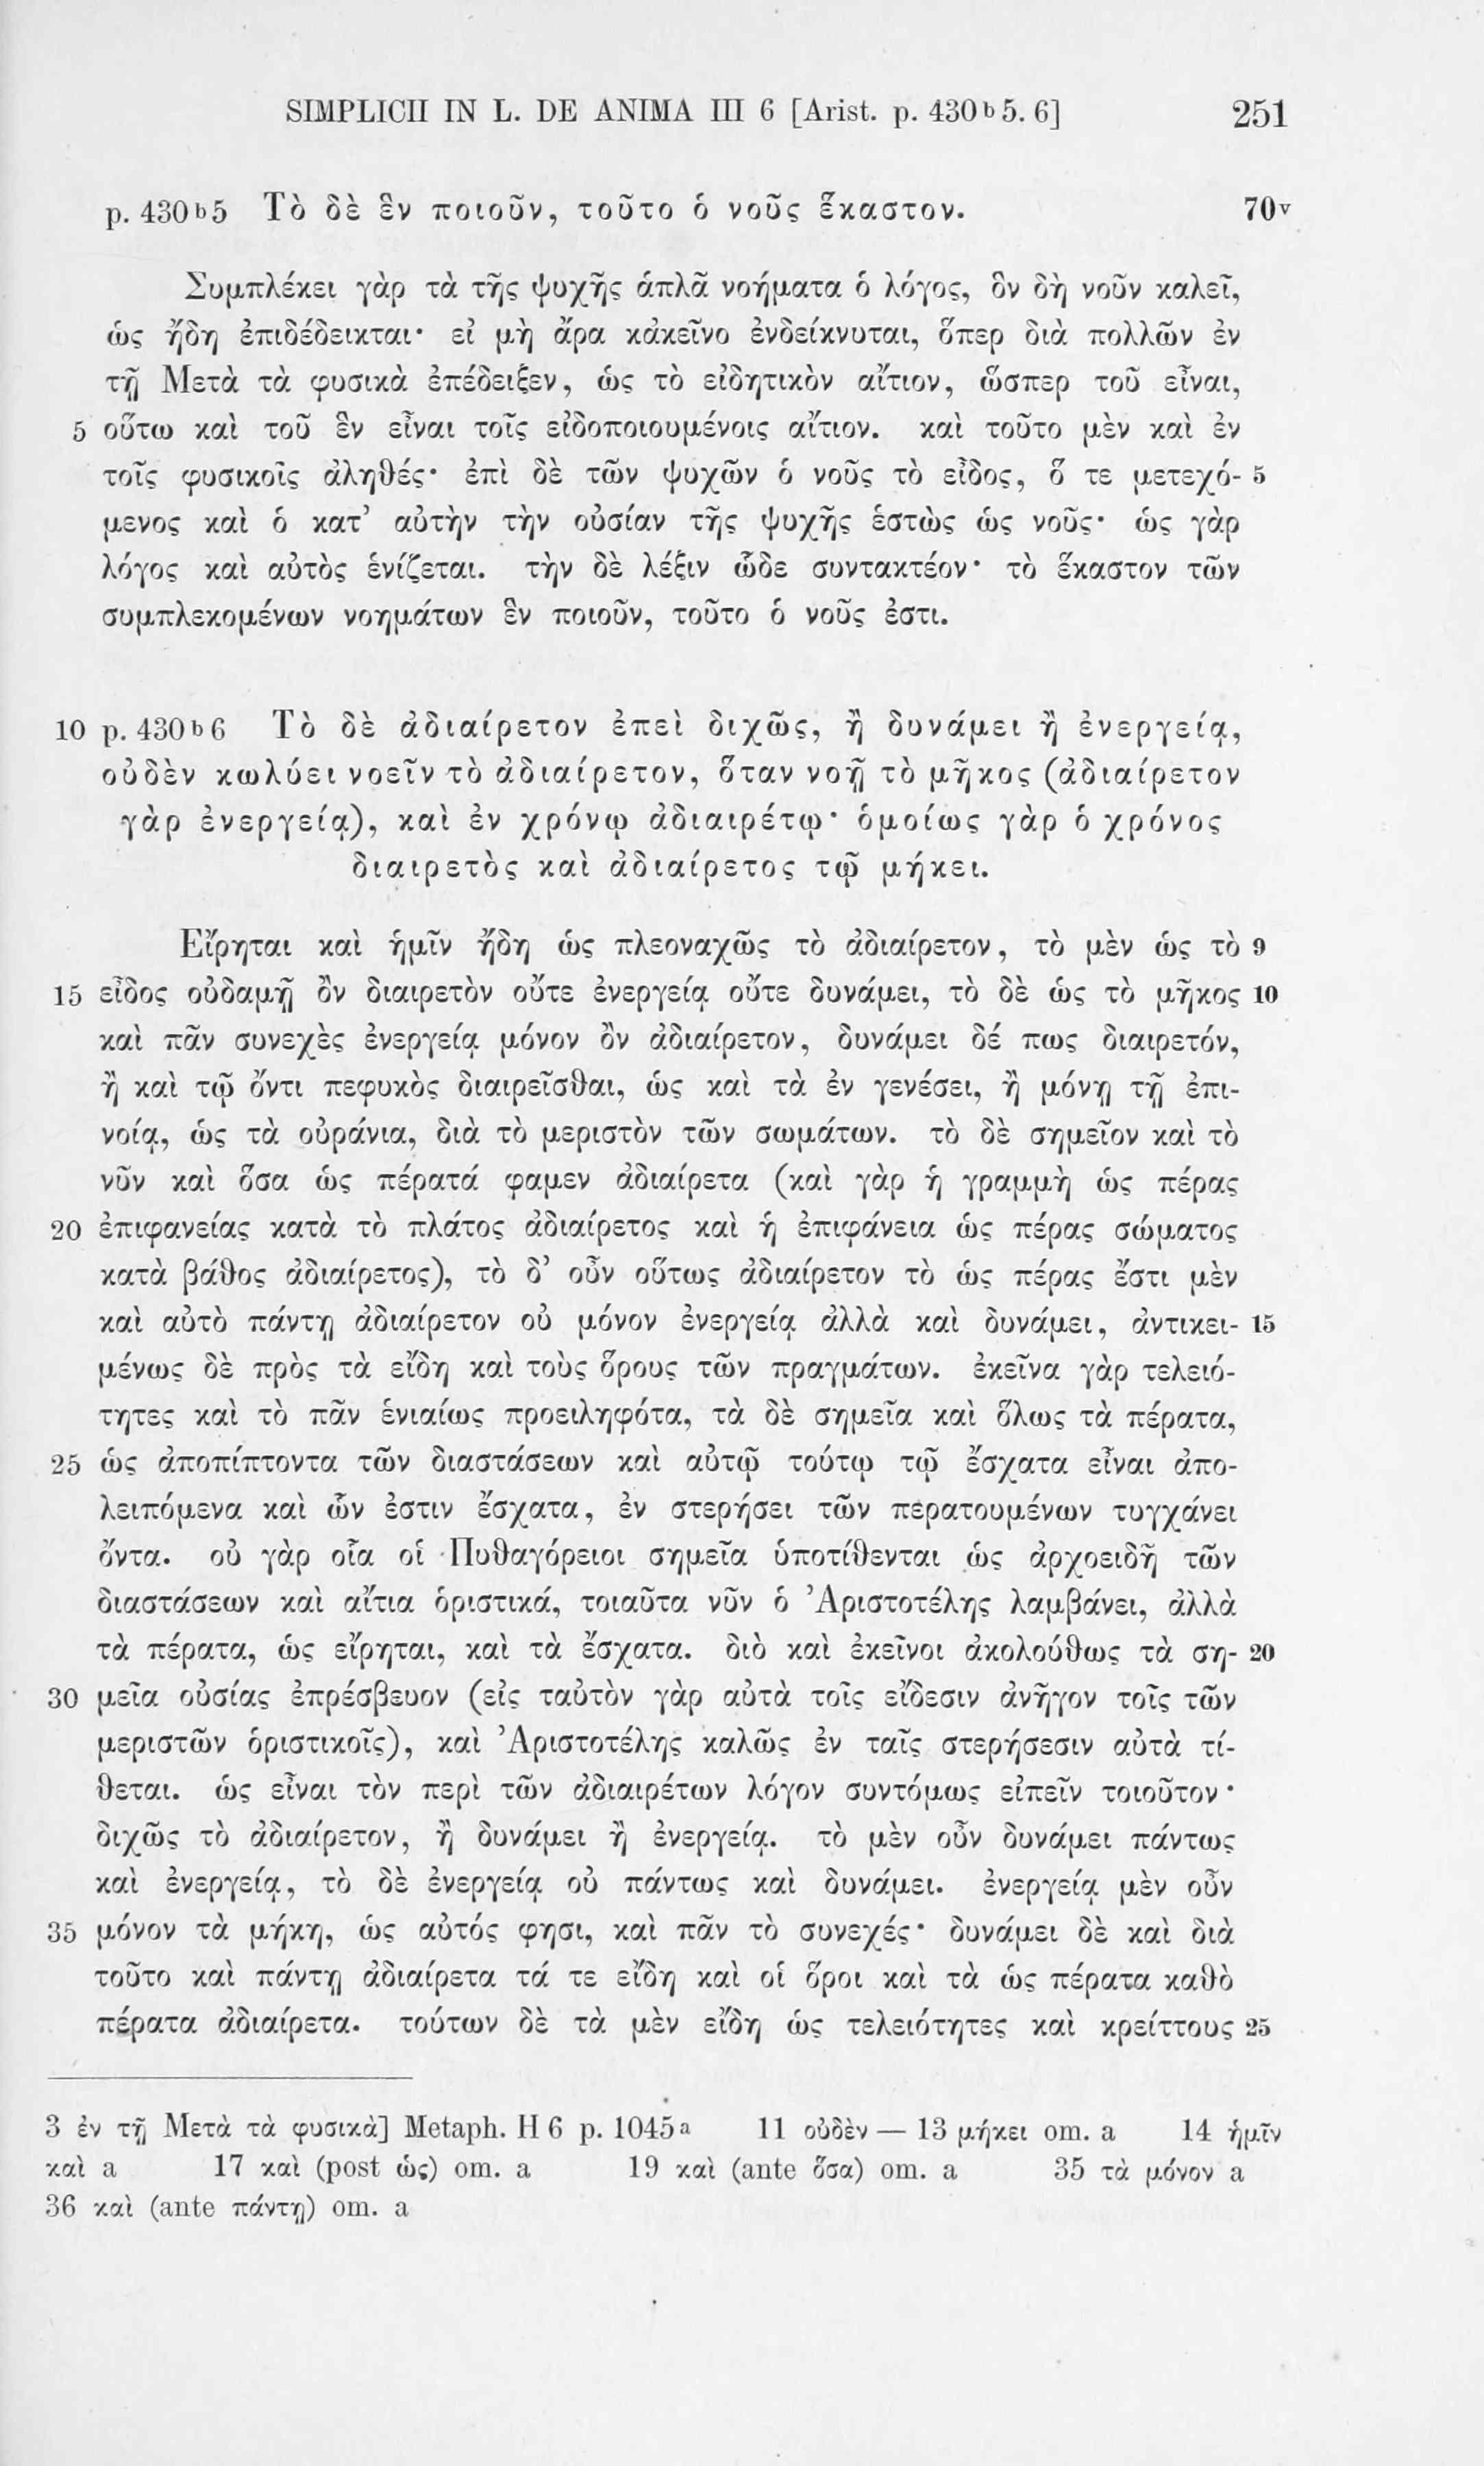 SIMPLICII IN L. DE ANIMA III 6 [Arist. p. 430ᵇ5. 6] 251
p. 430ᵇ5 Τὸ δὲ ἓν ποιοῦν, τοῦτο ὁ νοῦς ἕκαστον. 70ᵛ
Συμπλέκει γὰρ τὰ τῆς ψυχῆς ἁπλᾶ νοήματα ὁ λόγος, ὃν δὴ νοῦν καλεῖ,
ὡς ἤδη ἐπιδέδεικται· εἰ μὴ ἄρα κἀκεῖνο ἐνδείκνυται, ὅπερ διὰ πολλῶν ἐν
τῇ Μετὰ τὰ φυσικὰ ἐπέδειξεν, ὡς τὸ εἰδητικὸν αἴτιον, ὥσπερ τοῦ εἶναι,
5 οὕτω καὶ τοῦ ἓν εἶναι τοῖς εἰδοποιουμένοις αἴτιον. καὶ τοῦτο μὲν καὶ ἐν
τοῖς φυσικοῖς ἀληθές· ἐπὶ δὲ τῶν ψυχῶν ὁ νοῦς τὸ εἶδος, ὅ τε μετεχό- 5
μενος καὶ ὁ κατ’ αὐτὴν τὴν οὐσίαν τῆς ψυχῆς ἑστὼς ὡς νοῦς· ὡς γὰρ
λόγος καὶ αὐτὸς ἑνίζεται. τὴν δὲ λέξιν ὧδε συντακτέον· τὸ ἕκαστον τῶν
συμπλεκομένων νοημάτων ἓν ποιοῦν, τοῦτο ὁ νοῦς ἐστι.
10 p. 430ᵇ6 Τὸ δὲ ἀδιαίρετον ἐπεὶ διχῶς, ἢ δυνάμει ἢ ἐνεργείᾳ,
οὐδὲν κωλύει νοεῖν τὸ ἀδιαίρετον, ὅταν νοῇ τὸ μῆκος (ἀδιαίρετον
γὰρ ἐνεργείᾳ), καὶ ἐν χρόνῳ ἀδιαιρέτῳ· ὁμοίως γὰρ ὁ χρόνος
διαιρετὸς καὶ ἀδιαίρετος τῷ μήκει.
Εἴρηται καὶ ἡμῖν ἤδη ὡς πλεοναχῶς τὸ ἀδιαίρετον, τὸ μὲν ὡς τὸ 9
15 εἶδος οὐδαμῇ ὂν διαιρετὸν οὔτε ἐνεργείᾳ οὔτε δυνάμει, τὸ δὲ ὡς τὸ μῆκος 10
καὶ πᾶν συνεχὲς ἐνεργείᾳ μόνον ὂν ἀδιαίρετον, δυνάμει δέ πως διαιρετόν,
ἢ καὶ τῷ ὄντι πεφυκὸς διαιρεῖσθαι, ὡς καὶ τὰ ἐν γενέσει, ἢ μόνῃ τῇ ἐπι-
νοίᾳ, ὡς τὰ οὐράνια, διὰ τὸ μεριστὸν τῶν σωμάτων. τὸ δὲ σημεῖον καὶ τὸ
νῦν καὶ ὅσα ὡς πέρατά φαμεν ἀδιαίρετα (καὶ γὰρ ἡ γραμμὴ ὡς πέρας
20 ἐπιφανείας κατὰ τὸ πλάτος ἀδιαίρετος καὶ ἡ ἐπιφάνεια ὡς πέρας σώματος
κατὰ βάθος ἀδιαίρετος), τὸ δ’ οὖν οὕτως ἀδιαίρετον τὸ ὡς πέρας ἔστι μὲν
καὶ αὐτὸ πάντῃ ἀδιαίρετον οὐ μόνον ἐνεργείᾳ ἀλλὰ καὶ δυνάμει, ἀντικει- 15
μένως δὲ πρὸς τὰ εἴδη καὶ τοὺς ὅρους τῶν πραγμάτων. ἐκεῖνα γὰρ τελειό-
τητες καὶ τὸ πᾶν ἑνιαίως προειληφότα, τὰ δὲ σημεῖα καὶ ὅλως τὰ πέρατα,
25 ὡς ἀποπίπτοντα τῶν διαστάσεων καὶ αὐτῷ τούτῳ τῷ ἔσχατα εἶναι ἀπο-
λειπόμενα καὶ ὧν ἐστιν ἔσχατα, ἐν στερήσει τῶν περατουμένων τυγχάνει
ὄντα. οὐ γὰρ οἷα οἱ Πυθαγόρειοι σημεῖα ὑποτίθενται ὡς ἀρχοειδῆ τῶν
διαστάσεων καὶ αἴτια ὁριστικά, τοιαῦτα νῦν ὁ Ἀριστοτέλης λαμβάνει, ἀλλὰ
τὰ πέρατα, ὡς εἴρηται, καὶ τὰ ἔσχατα. διὸ καὶ ἐκεῖνοι ἀκολούθως τὰ ση- 20
30 μεῖα οὐσίας ἐπρέσβευον (εἰς ταὐτὸν γὰρ αὐτὰ τοῖς εἴδεσιν ἀνῆγον τοῖς τῶν
μεριστῶν ὁριστικοῖς), καὶ Ἀριστοτέλης καλῶς ἐν ταῖς στερήσεσιν αὐτὰ τί-
θεται. ὡς εἶναι τὸν περὶ τῶν ἀδιαιρέτων λόγον συντόμως εἰπεῖν τοιοῦτον·
διχῶς τὸ ἀδιαίρετον, ἢ δυνάμει ἢ ἐνεργείᾳ. τὸ μὲν οὖν δυνάμει πάντως
καὶ ἐνεργείᾳ, τὸ δὲ ἐνεργείᾳ οὐ πάντως καὶ δυνάμει. ἐνεργείᾳ μὲν οὖν
35 μόνον τὰ μήκη, ὡς αὐτός φησι, καὶ πᾶν τὸ συνεχές· δυνάμει δὲ καὶ διὰ
τοῦτο καὶ πάντῃ ἀδιαίρετα τά τε εἴδη καὶ οἱ ὅροι καὶ τὰ ὡς πέρατα καθὸ
πέρατα ἀδιαίρετα. τούτων δὲ τὰ μὲν εἴδη ὡς τελειότητες καὶ κρείττους 25
3 ἐν τῇ Μετὰ τὰ φυσικὰ] Metaph. H 6 p. 1045ᵃ 11 οὐδὲν — 13 μήκει om. a 14 ἡμῖν
καὶ a 17 καὶ (post ὡς) om. a 19 καὶ (ante ὅσα) om. a 35 τὰ μόνον a
36 καὶ (ante πάντῃ) om. a